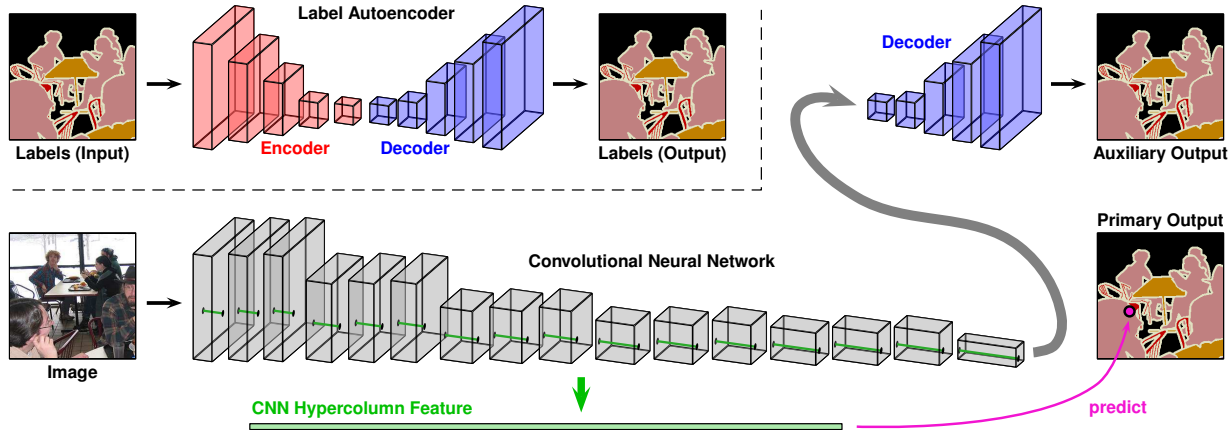 Label Autoencoder
Encoder
Decoder
Labels (Input)
Labels (Output)
Decoder
Auxiliary Output
Primary Output
Convolutional Neural Network
Image
CNN Hypercolumn Feature
predict